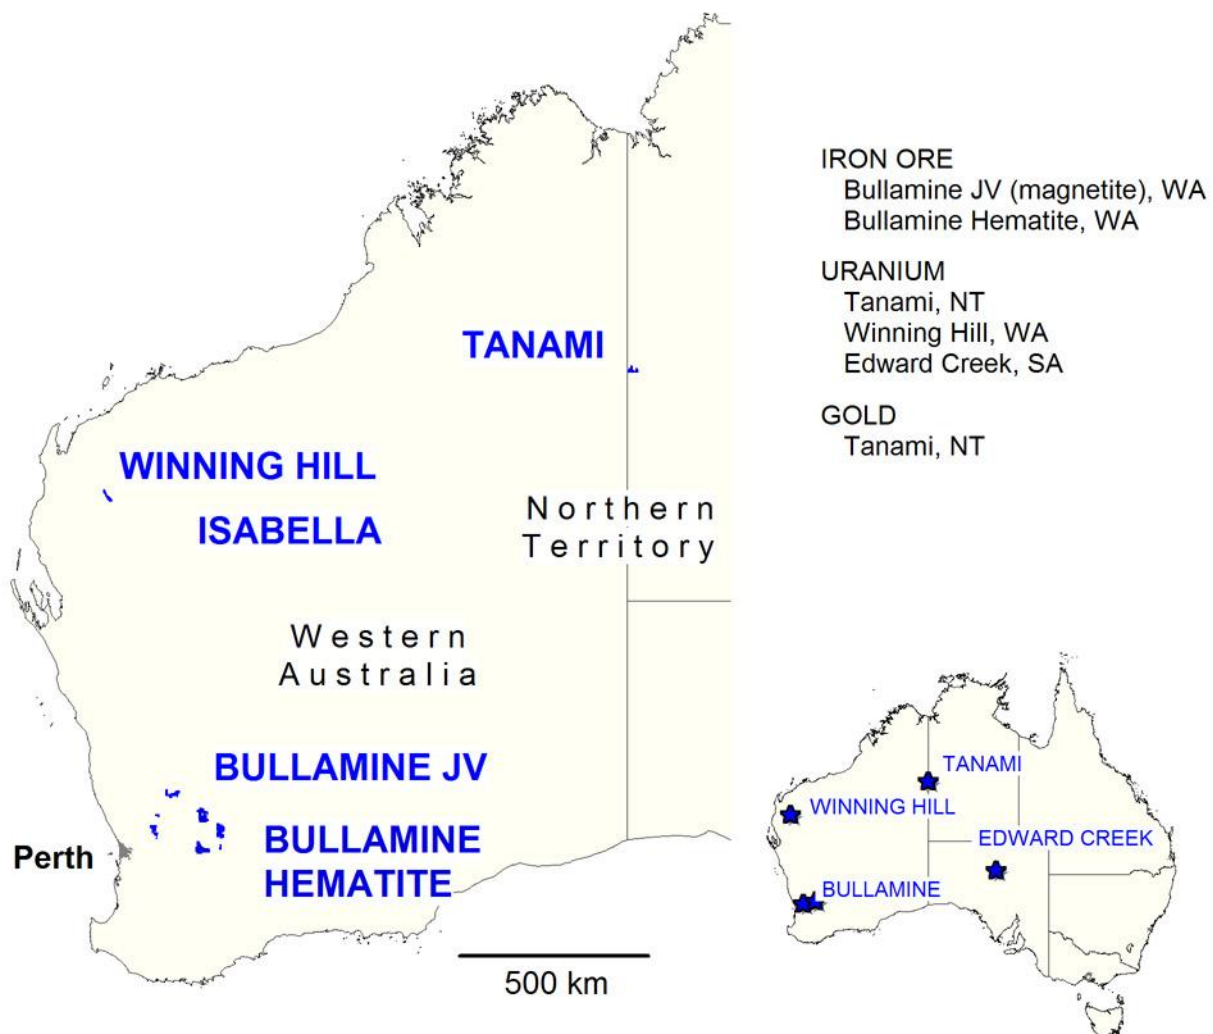 TANAMI
WINNING HILL
ISABELLA
Northern
Territory
Western
Australia
BULLAMINE JV
BULLAMINE
HEMATITE
Perth
500 km
IRON ORE
Bullamine JV (magnetite), WA
Bullamine Hematite, WA
URANIUM
Tanami, NT
Winning Hill, WA
Edward Creek, SA
GOLD
Tanami, NT
TANAMI
WINNING HILL
EDWARD CREEK
BULLAMINE